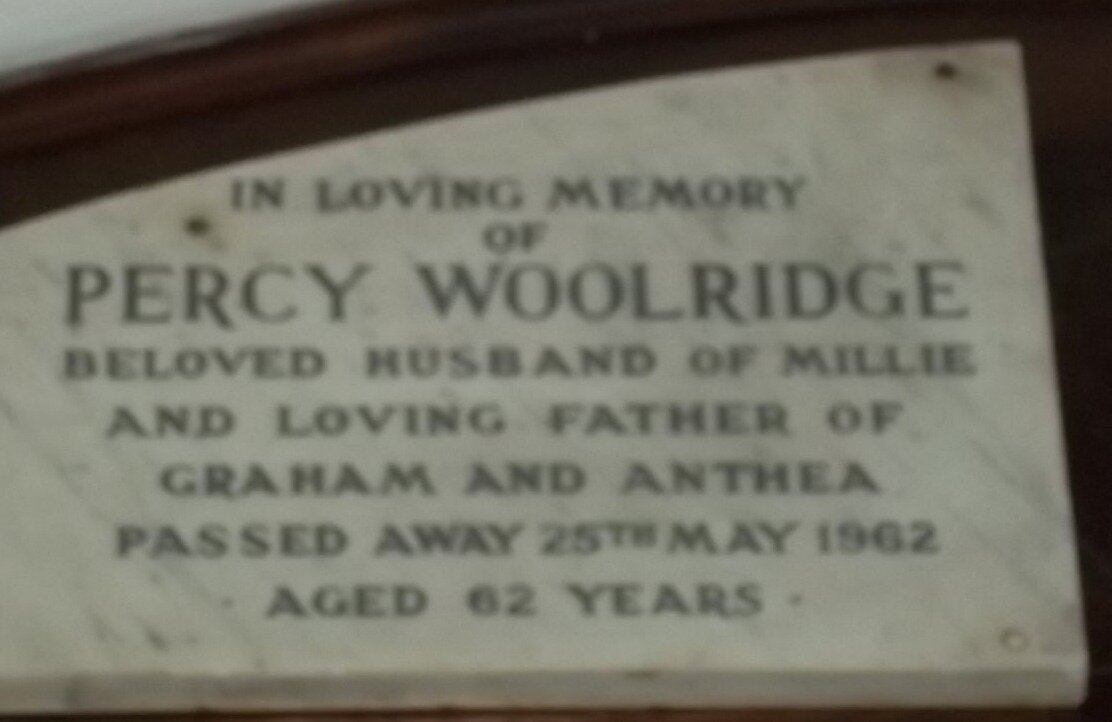 IN LOVING MEMORY
OF
PERCY WOOLRIDGE
BELOVED HUSBAND OF MILLIE
AND LOVING FATHER OF
GRAHAM AND ANTHEA
PASSED AWAY 25TH MAY 1962
· AGED 62 YEARS ·